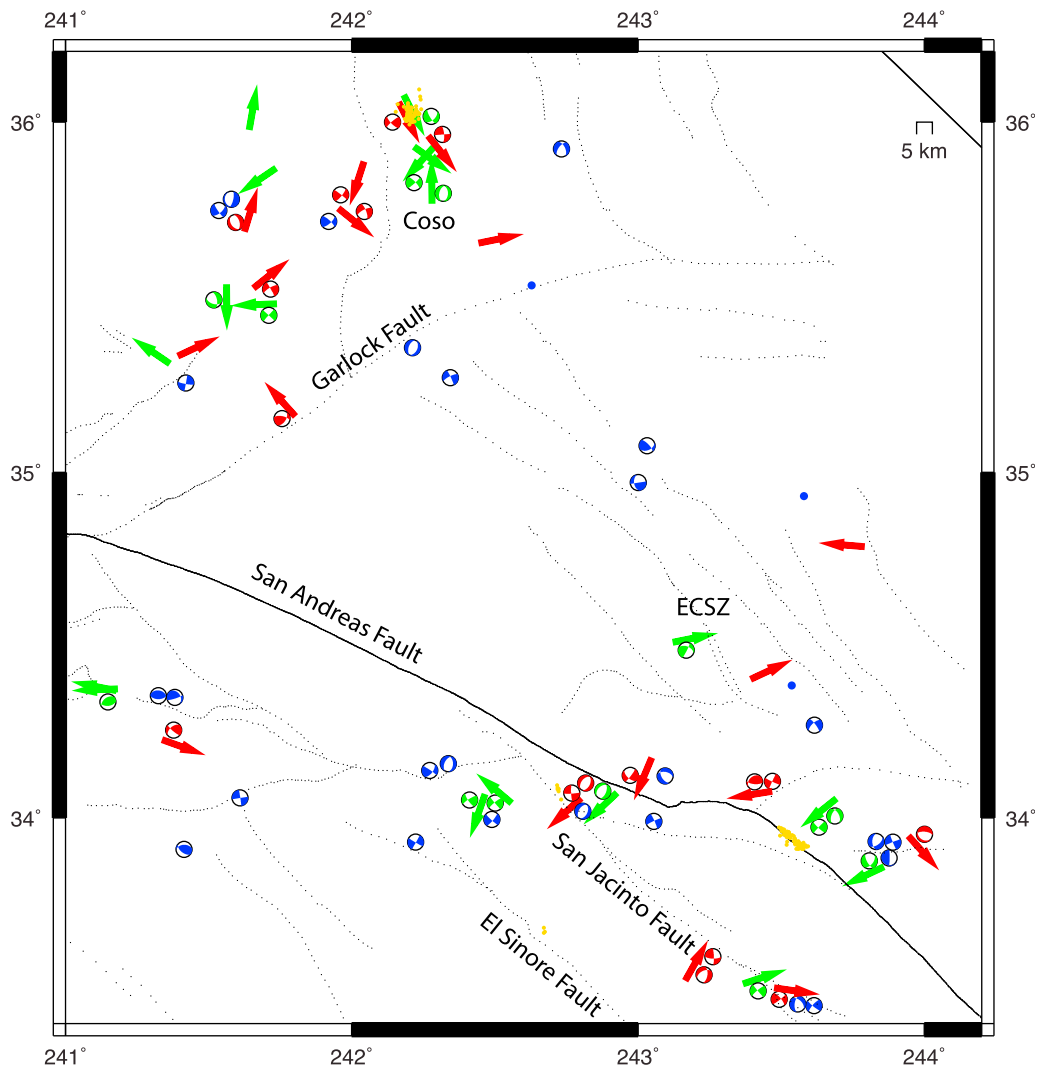 241° 242° 243° 244°
36° 36°
5 km
Coso
Garlock Fault
35° 35°
San Andreas Fault
ECSZ
34° 34°
San Jacinto Fault
El Sinore Fault
241° 242° 243° 244°